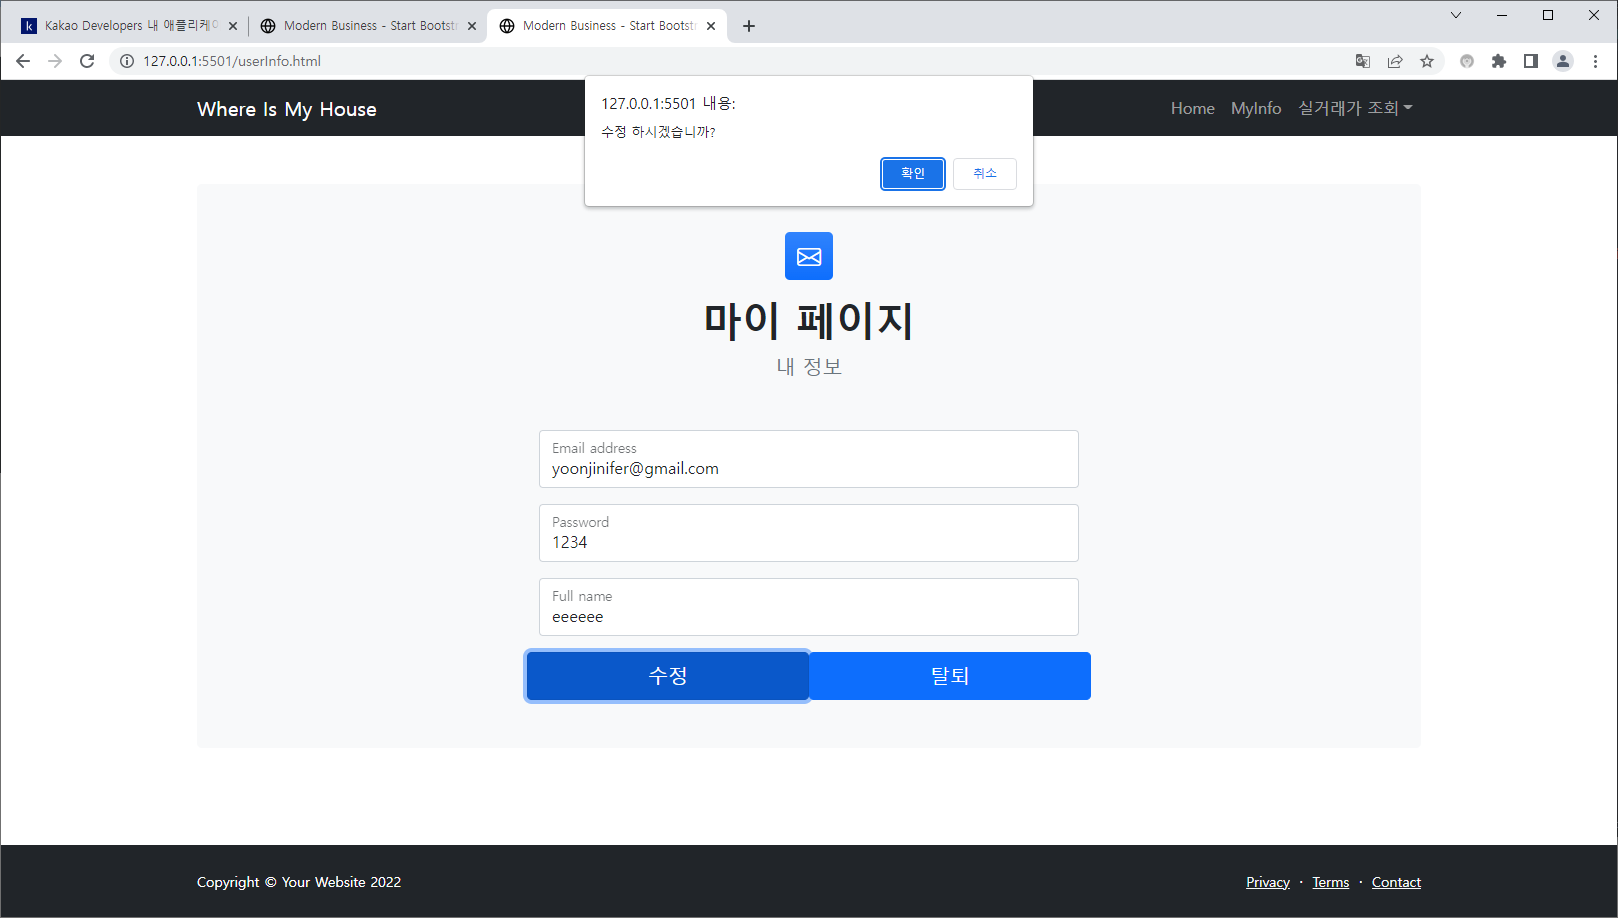 k Kakao Developers 내 애플리케이
Modern Business - Start Bootstr
Modern Business - Start Bootstr
127.0.0.1:5501/userInfo.html
127.0.0.1:5501 내용:
수정 하시겠습니까?
확인 취소
Where Is My House
Home MyInfo 실거래가 조회
마이 페이지
내 정보
Email address
yoonjinifer@gmail.com
Password
1234
Full name
eeeeee
수정 탈퇴
Copyright © Your Website 2022
Privacy · Terms · Contact